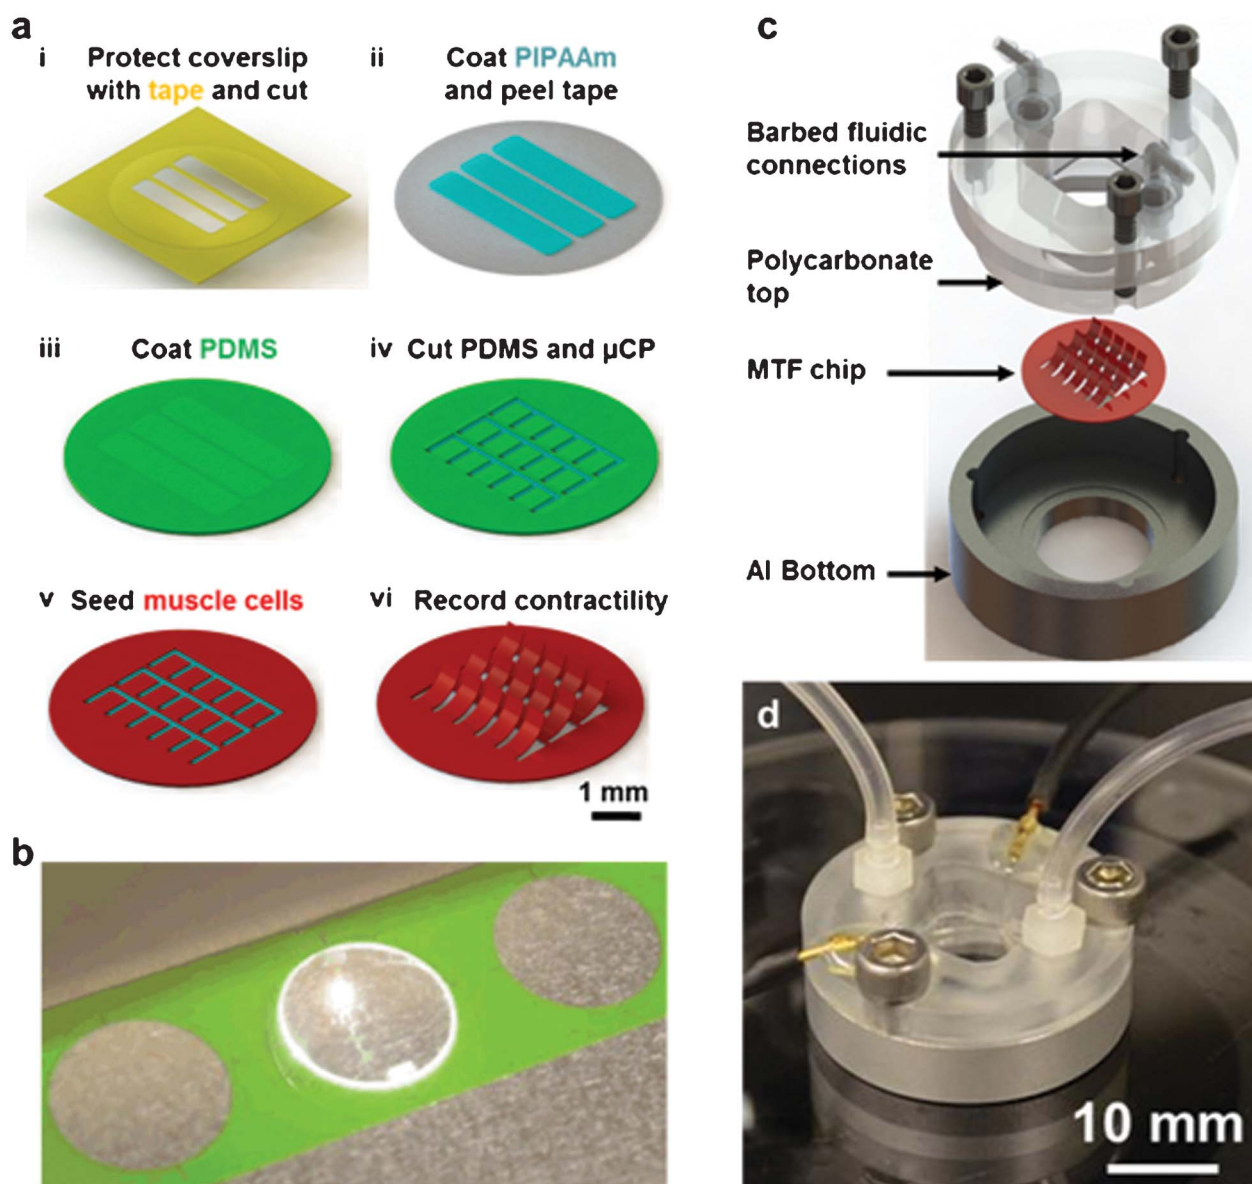 a
i Protect coverslip
with tape and cut
ii Coat PIPAAm
and peel tape
iii Coat PDMS
iv Cut PDMS and µCP
v Seed muscle cells
vi Record contractility
1 mm
b
c
Barbed fluidic
connections
Polycarbonate
top
MTF chip
Al Bottom
d
10 mm